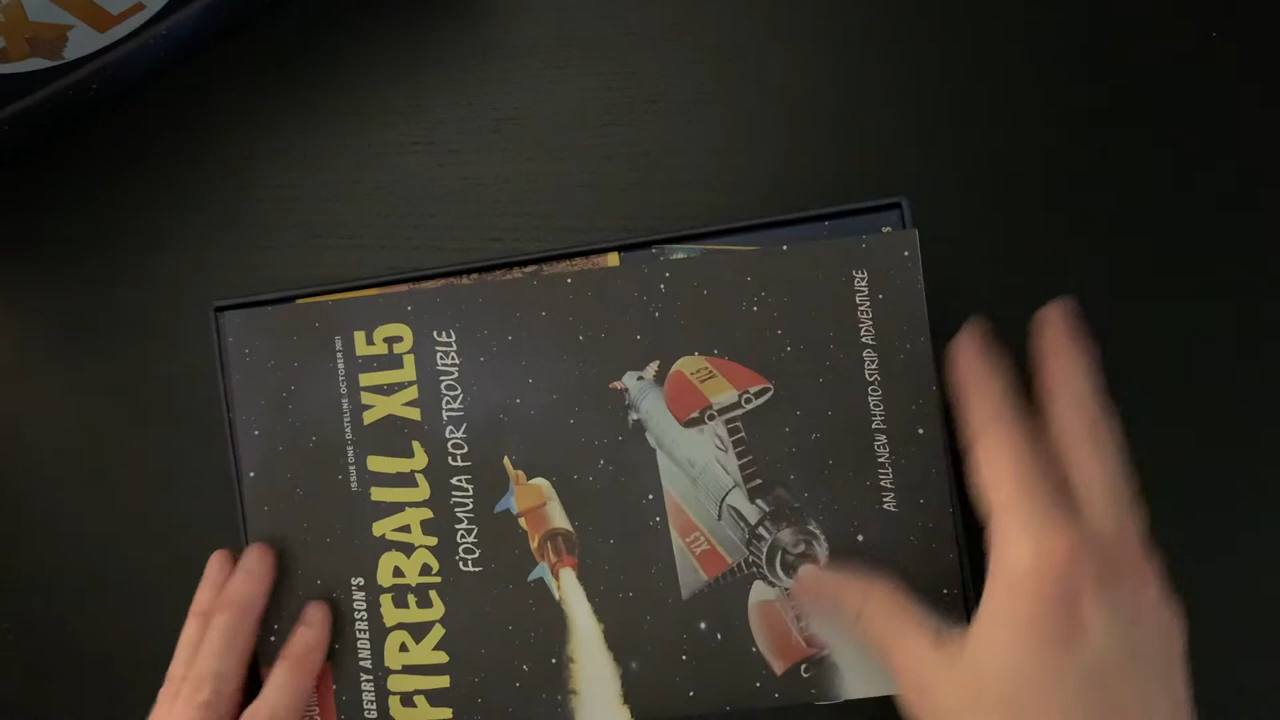 ISSUE ONE • DATELINE: OCTOBER 2021
GERRY ANDERSON'S
FIREBALL XL5
FORMULA FOR TROUBLE
XL5
XL5
AN ALL-NEW PHOTO-STRIP ADVENTURE
XL